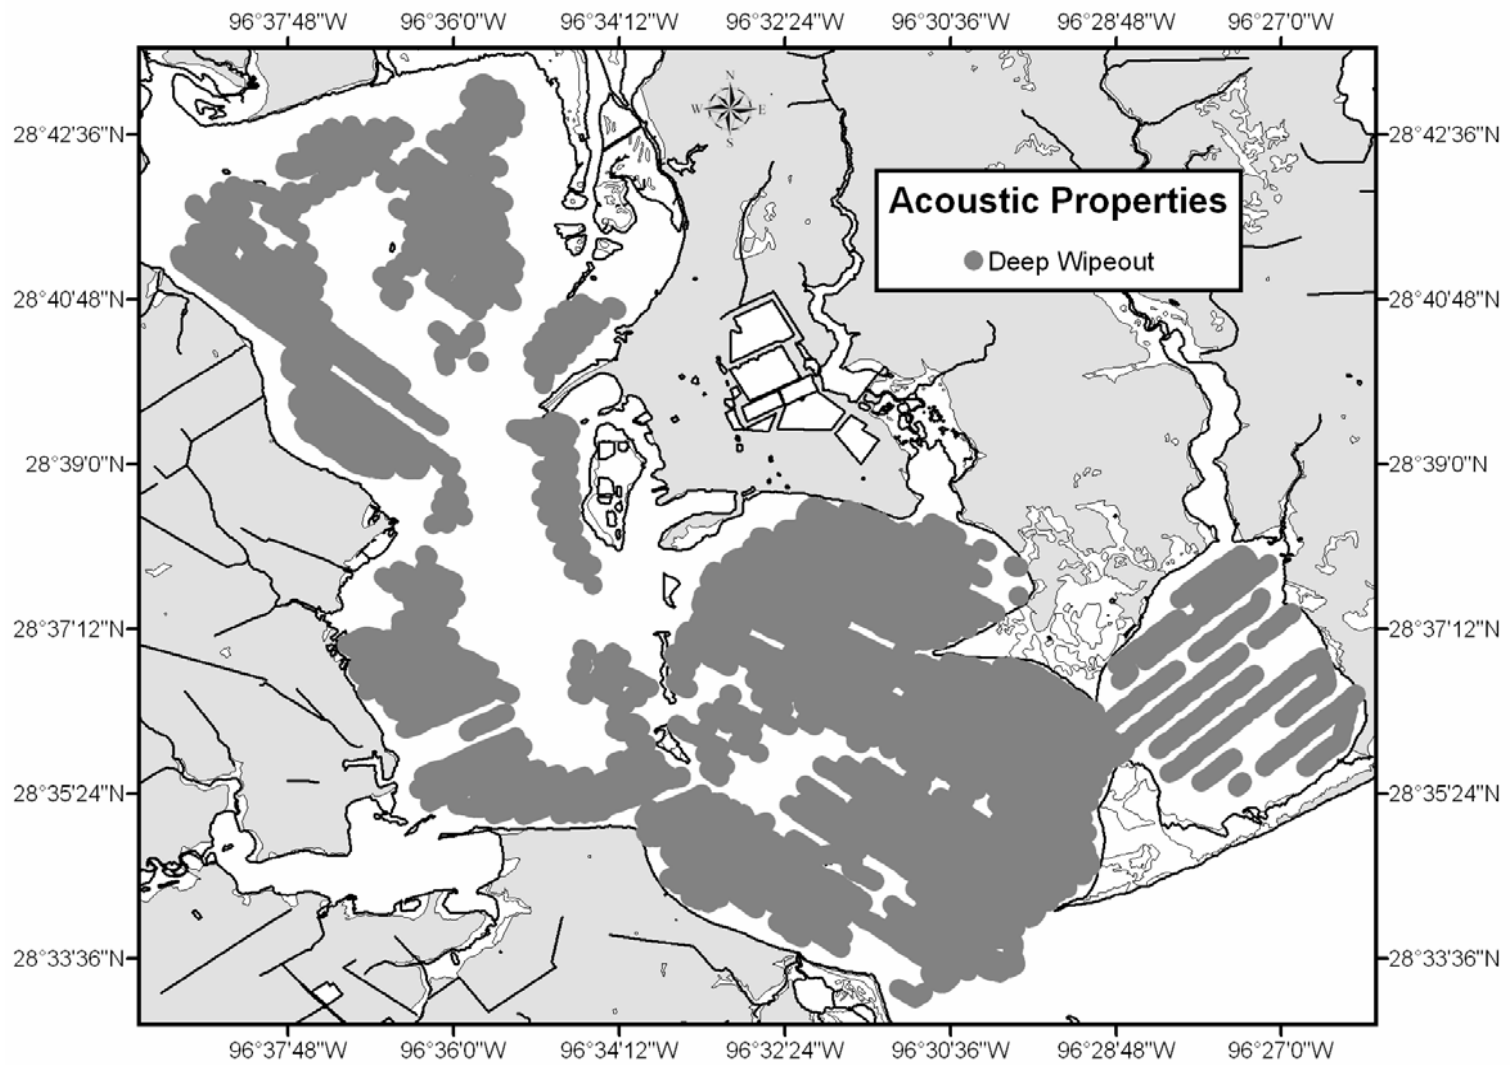 96°37'48"W 96°36'0"W 96°34'12"W 96°32'24"W 96°30'36"W 96°28'48"W 96°27'0"W
N
W E
S
28°42'36"N 28°42'36"N
Acoustic Properties
Deep Wipeout
28°40'48"N 28°40'48"N
28°39'0"N 28°39'0"N
28°37'12"N 28°37'12"N
28°35'24"N 28°35'24"N
28°33'36"N 28°33'36"N
96°37'48"W 96°36'0"W 96°34'12"W 96°32'24"W 96°30'36"W 96°28'48"W 96°27'0"W